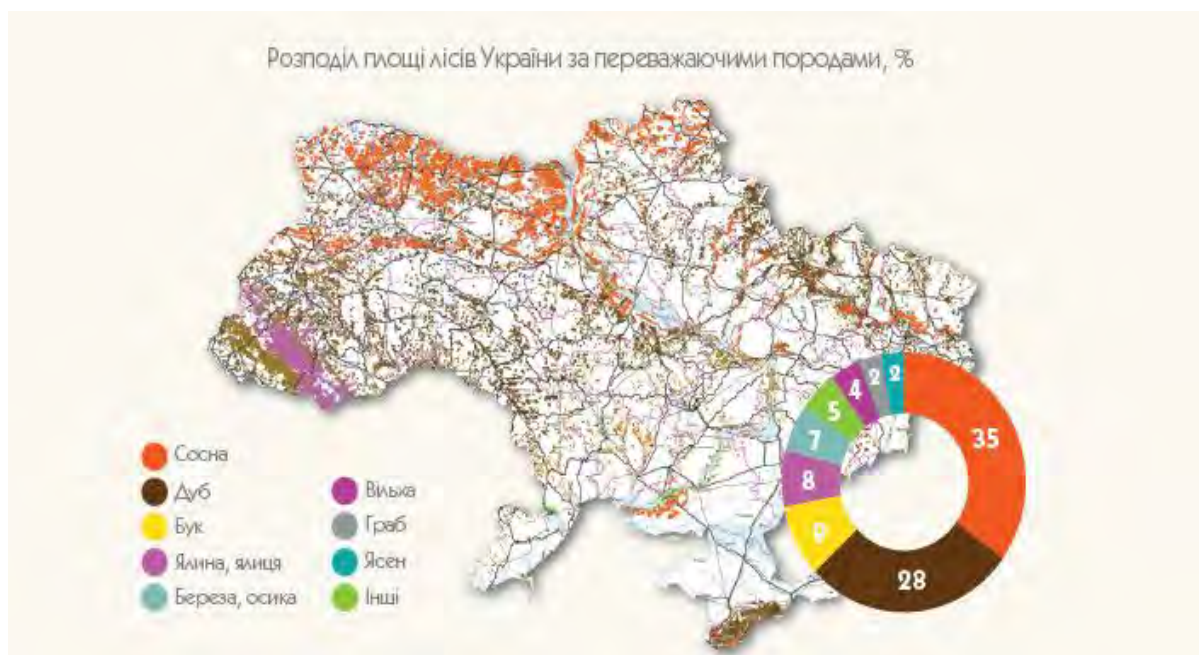 Розподіл площі лісів України за переважаючими породами, %
2
2
4
5
7
8
9
28
35
Сосна
Дуб
Бук
Ялина, ялиця
Береза, осика
Вільха
Граб
Ясен
Інші